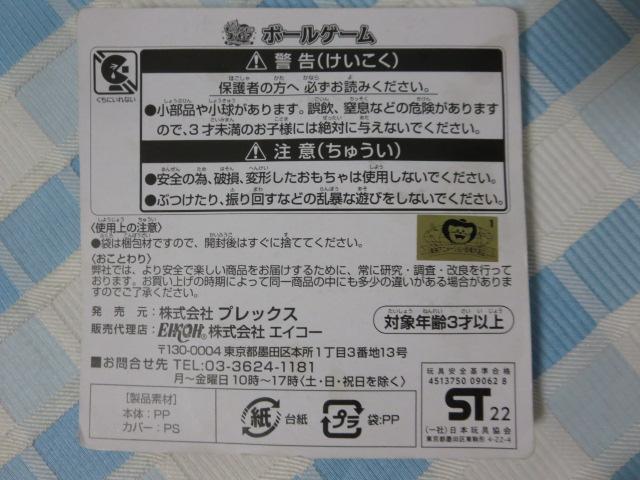 ボールゲーム
くちにいれない
警告(けいこく)
保護者の方へ 必ずお読みください。
●小部品や小球があります。誤飲、窒息などの危険があります
ので、3才未満のお子様には絶対に与えないでください。
注意(ちゅうい)
●安全の為、破損、変形したおもちゃは使用しないでください。
●ぶつけたり、振り回すなどの乱暴な遊びをしないでください。
〈使用上の注意〉
●袋は梱包材ですので、開封後はすぐに捨ててください。
〈おことわり〉
弊社では、より安全で楽しい商品をお届けするために、常に研究・調査・改良を行って
おります。お買い上げの時期によって同一商品の中にも多少の違いがある場合があります
のでご了承ください。
発売元:株式会社 プレックス
販売代理店:EIKOH 株式会社 エイコー
〒130-0004 東京都墨田区本所1丁目3番地13号
■お問合せ先 TEL:03-3624-1181
月~金曜日10時~17時〈土・日・祝日を除く〉
対象年齢3才以上
[製品素材]
本体:PP
カバー:PS
紙 台紙
プラ 袋:PP
玩具安全基準合格
4513750 09062 8
ST 22
(一社)日本玩具協会
東京都墨田区東駒形4-22-4